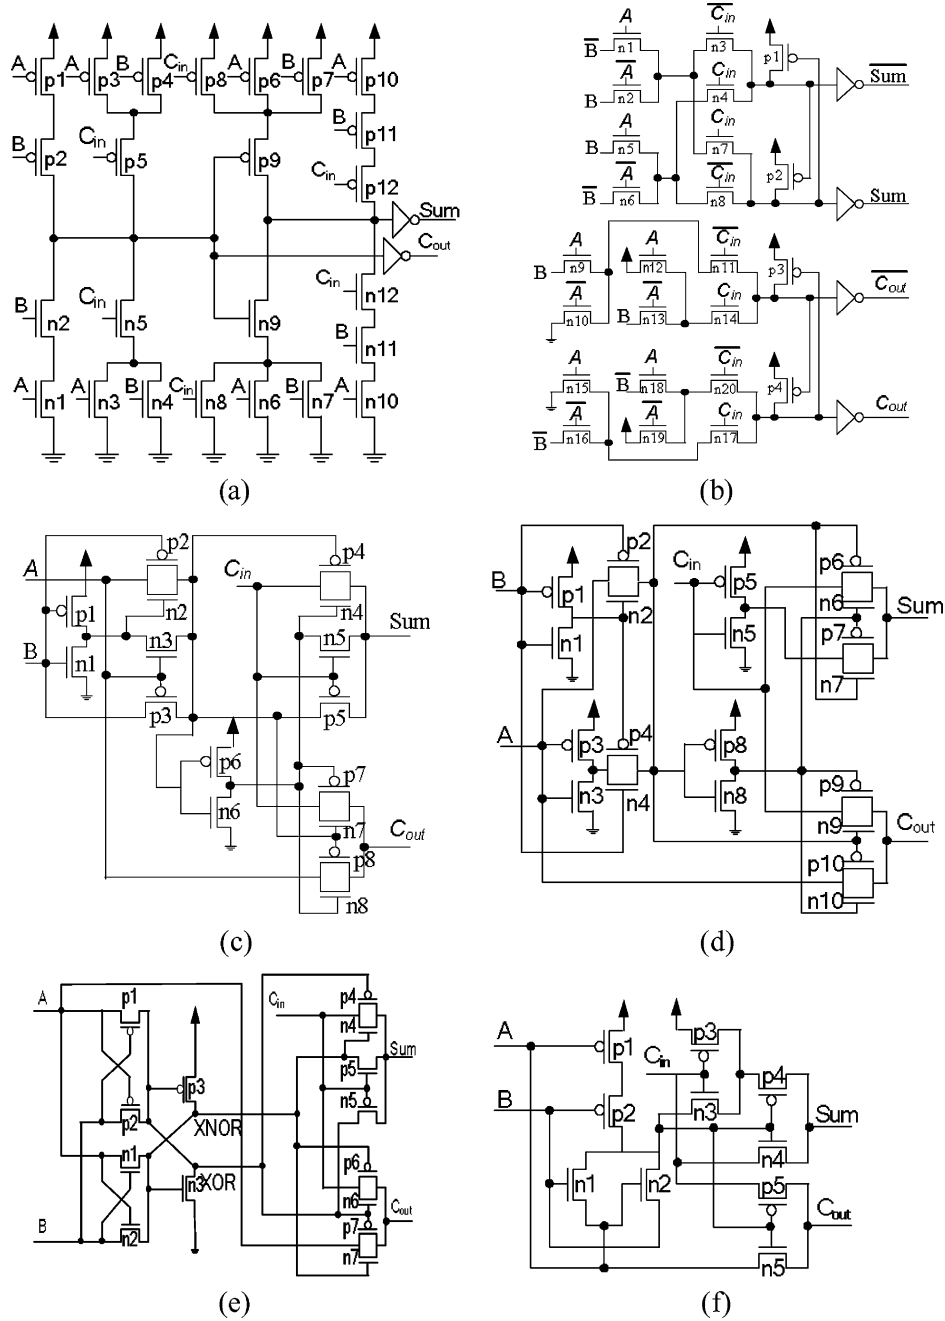 A p1 A p3 B p4 Cin p8 A p6 B p7 A p10
B p11
B p2 Cin p5 p9 Cin p12
Sum
Cout
Cin n12
B n2 Cin n5 n9 B n11
A n1 A n3 B n4 Cin n8 A n6 B n7 A n10
(a)
A C̅i̅n̅
B̅ n1 n3 p1
A̅ Cin
B n2 n4 S̅u̅m̅
A Cin
B n5 n7 p2
A̅ C̅i̅n̅
B̅ n6 n8 Sum
A A C̅i̅n̅
B n9 n12 n11 p3
A̅ A̅ Cin
n10 B n13 n14 C̅o̅u̅t̅
A A C̅i̅n̅
n15 B̅ n18 n20 p4
A̅ A̅ Cin
B̅ n16 n19 n17 Cout
(b)
p2 p4
A Cin
p1 n2 n4
n3 n5 Sum
B n1
p3 p5
p6 p7
n6 n7 Cout
p8
n8
(c)
p2 p6
B p1 Cin p5
n2 n6 Sum
n1 n5 p7
n7
A p3 p4 p8
n3 n4 n8 p9
n9 Cout
p10
n10
(d)
A p1 Cin p4
n4
p3 p5 Sum
p2 n5
XNOR
n1 p6
n3 XOR n6 Cout
B n2 p7
n7
(e)
A p1 p3
Cin p4
B p2 n3 Sum
n4
n1 n2 p5 Cout
n5
(f)